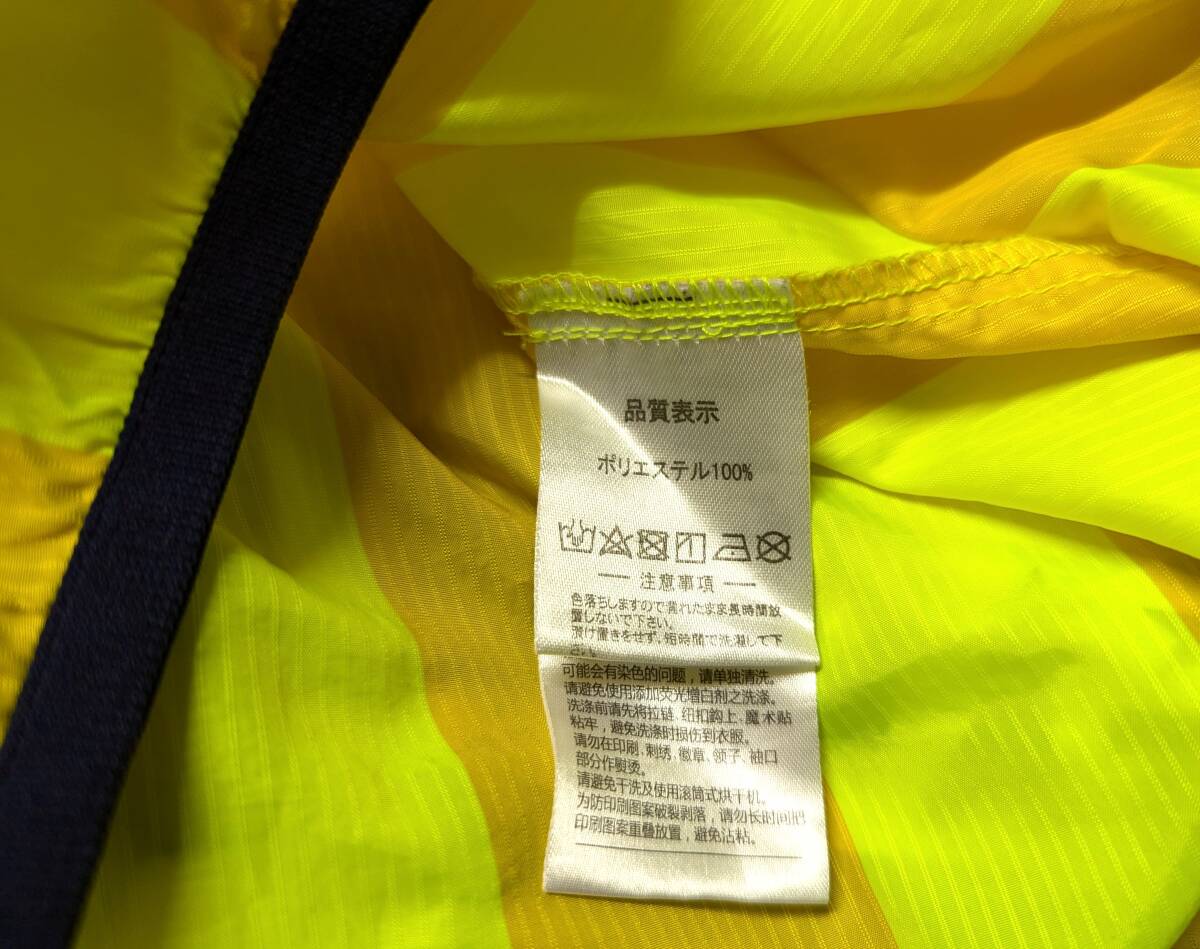 品質表示
ポリエステル100%
注意事項
色落ちしますので濡れたまま長時間放
置しないで下さい。
漬け置きをせず,短時間で洗濯して下
さい。
可能会有染色的问题,请单独清洗。
请避免使用添加荧光增白剂之洗涤。
洗涤前请先将拉链、纽扣鈎上、魔术贴
粘牢,避免洗涤时损伤到衣服。
请勿在印刷、刺绣、徽章、领子、袖口
部分作熨烫。
请避免干洗及使用滚筒式烘干机。
为防印刷图案破裂剥落,请勿长时间把
印刷图案重叠放置,避免沾粘。